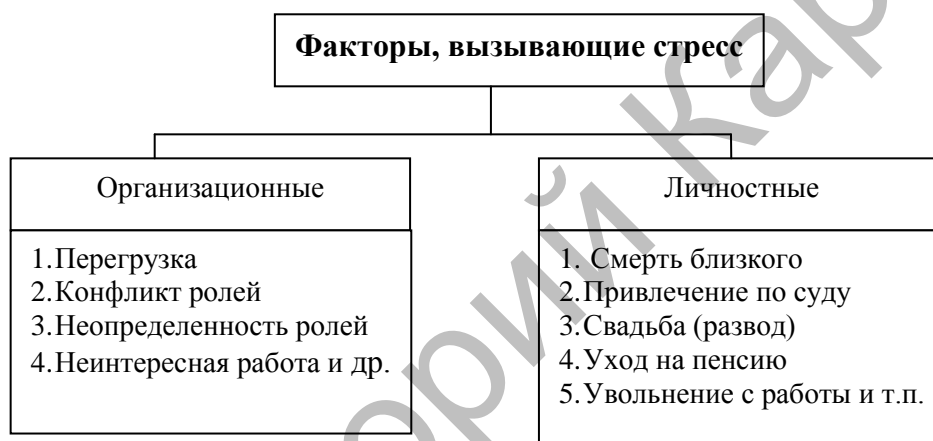 Факторы, вызывающие стресс
Организационные
1.Перегрузка
2.Конфликт ролей
3.Неопределенность ролей
4.Неинтересная работа и др.
Личностные
1. Смерть близкого
2.Привлечение по суду
3.Свадьба (развод)
4.Уход на пенсию
5.Увольнение с работы и т.п.